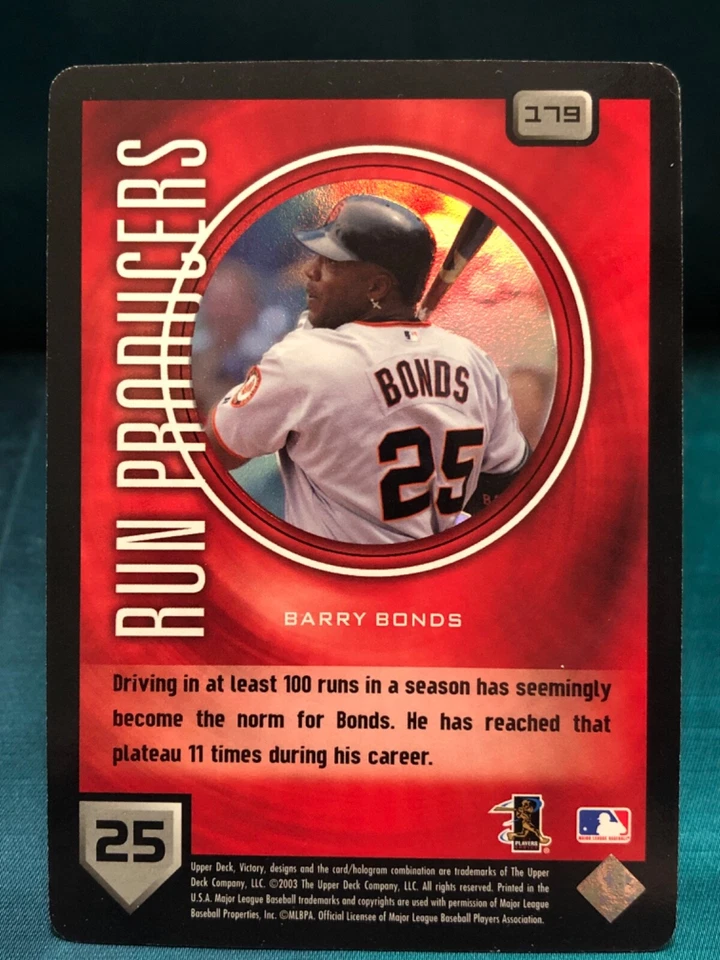 179
RUN PRODUCERS
BONDS
25
BARRY BONDS
Driving in at least 100 runs in a season has seemingly
become the norm for Bonds. He has reached that
plateau 11 times during his career.
25
PLAYERS
MAJOR LEAGUE BASEBALL
Upper Deck, Victory, designs and the card/hologram combination are trademarks of The Upper
Deck Company, LLC. ©2003 The Upper Deck Company, LLC. All rights reserved. Printed in the
U.S.A. Major League Baseball trademarks and copyrights are used with permission of Major League
Baseball Properties, Inc. ©MLBPA. Official Licensee of Major League Baseball Players Association.